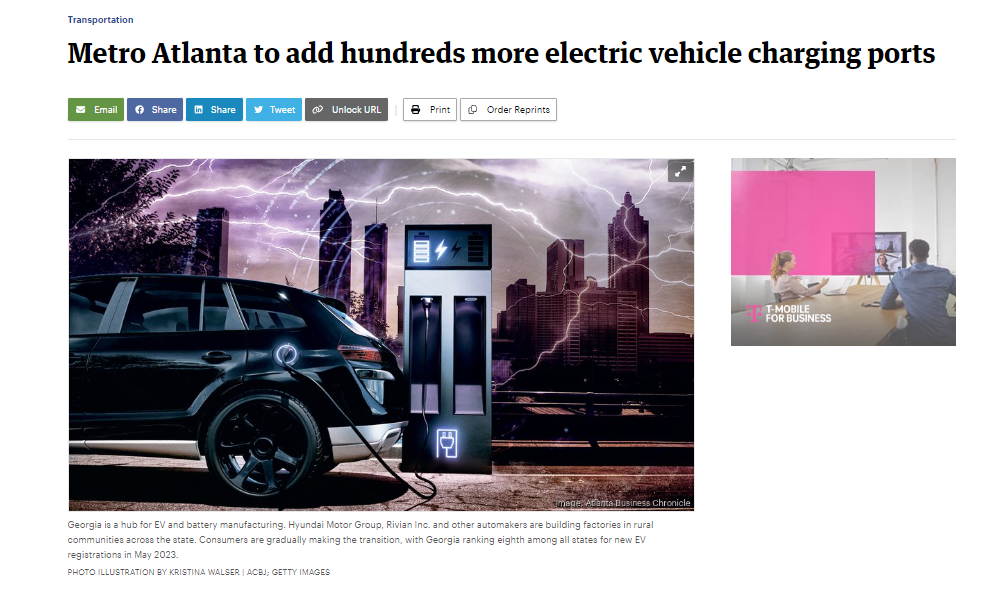 Transportation
Metro Atlanta to add hundreds more electric vehicle charging ports
Email
Share
Share
Tweet
Unlock URL
Print
Order Reprints
Image: Atlanta Business Chronicle
T-MOBILE
FOR BUSINESS
Georgia is a hub for EV and battery manufacturing. Hyundai Motor Group, Rivian Inc. and other automakers are building factories in rural
communities across the state. Consumers are gradually making the transition, with Georgia ranking eighth among all states for new EV
registrations in May 2023.
PHOTO ILLUSTRATION BY KRISTINA WALSER | ACBJ; GETTY IMAGES